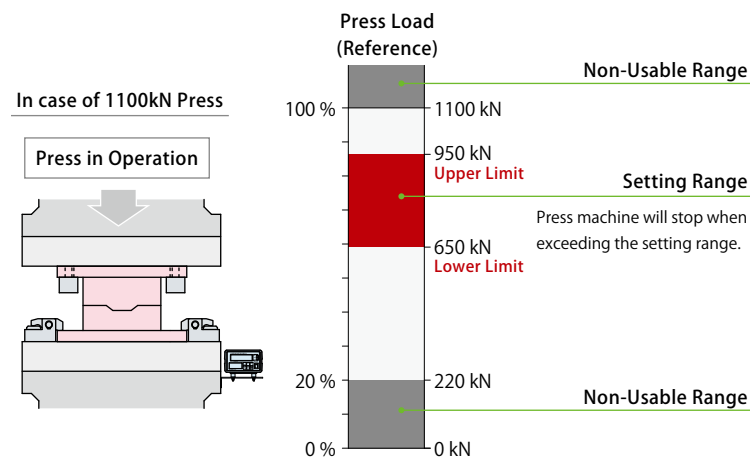 Press Load
(Reference)
In case of 1100kN Press
Press in Operation
Non-Usable Range
100 %
1100 kN
950 kN
Upper Limit
Setting Range
Press machine will stop when
exceeding the setting range.
650 kN
Lower Limit
20 %
220 kN
Non-Usable Range
0 %
0 kN